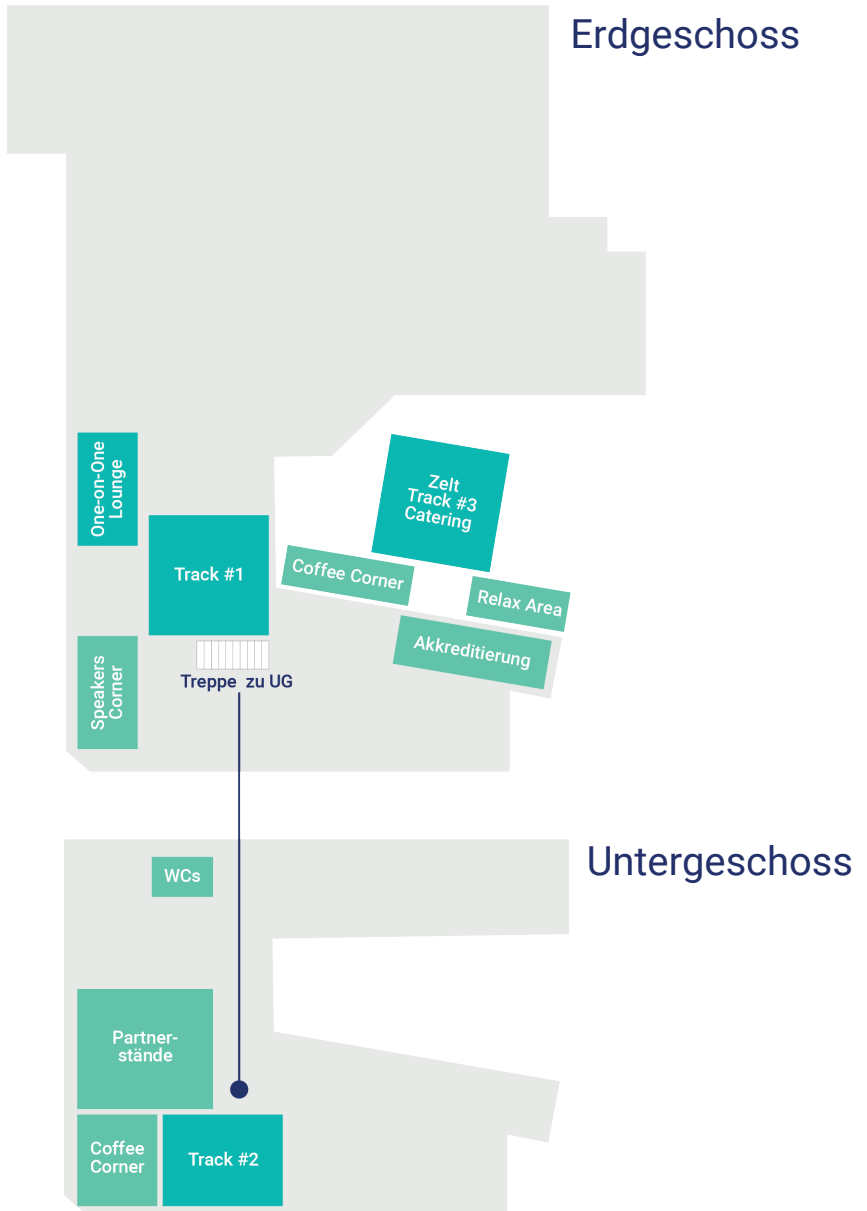 Erdgeschoss
One-on-One
Lounge
Zelt
Track #3
Catering
Track #1
Coffee Corner
Relax Area
Akkreditierung
Speakers
Corner
Treppe zu UG
Untergeschoss
WCs
Partner-
stände
Coffee
Corner
Track #2